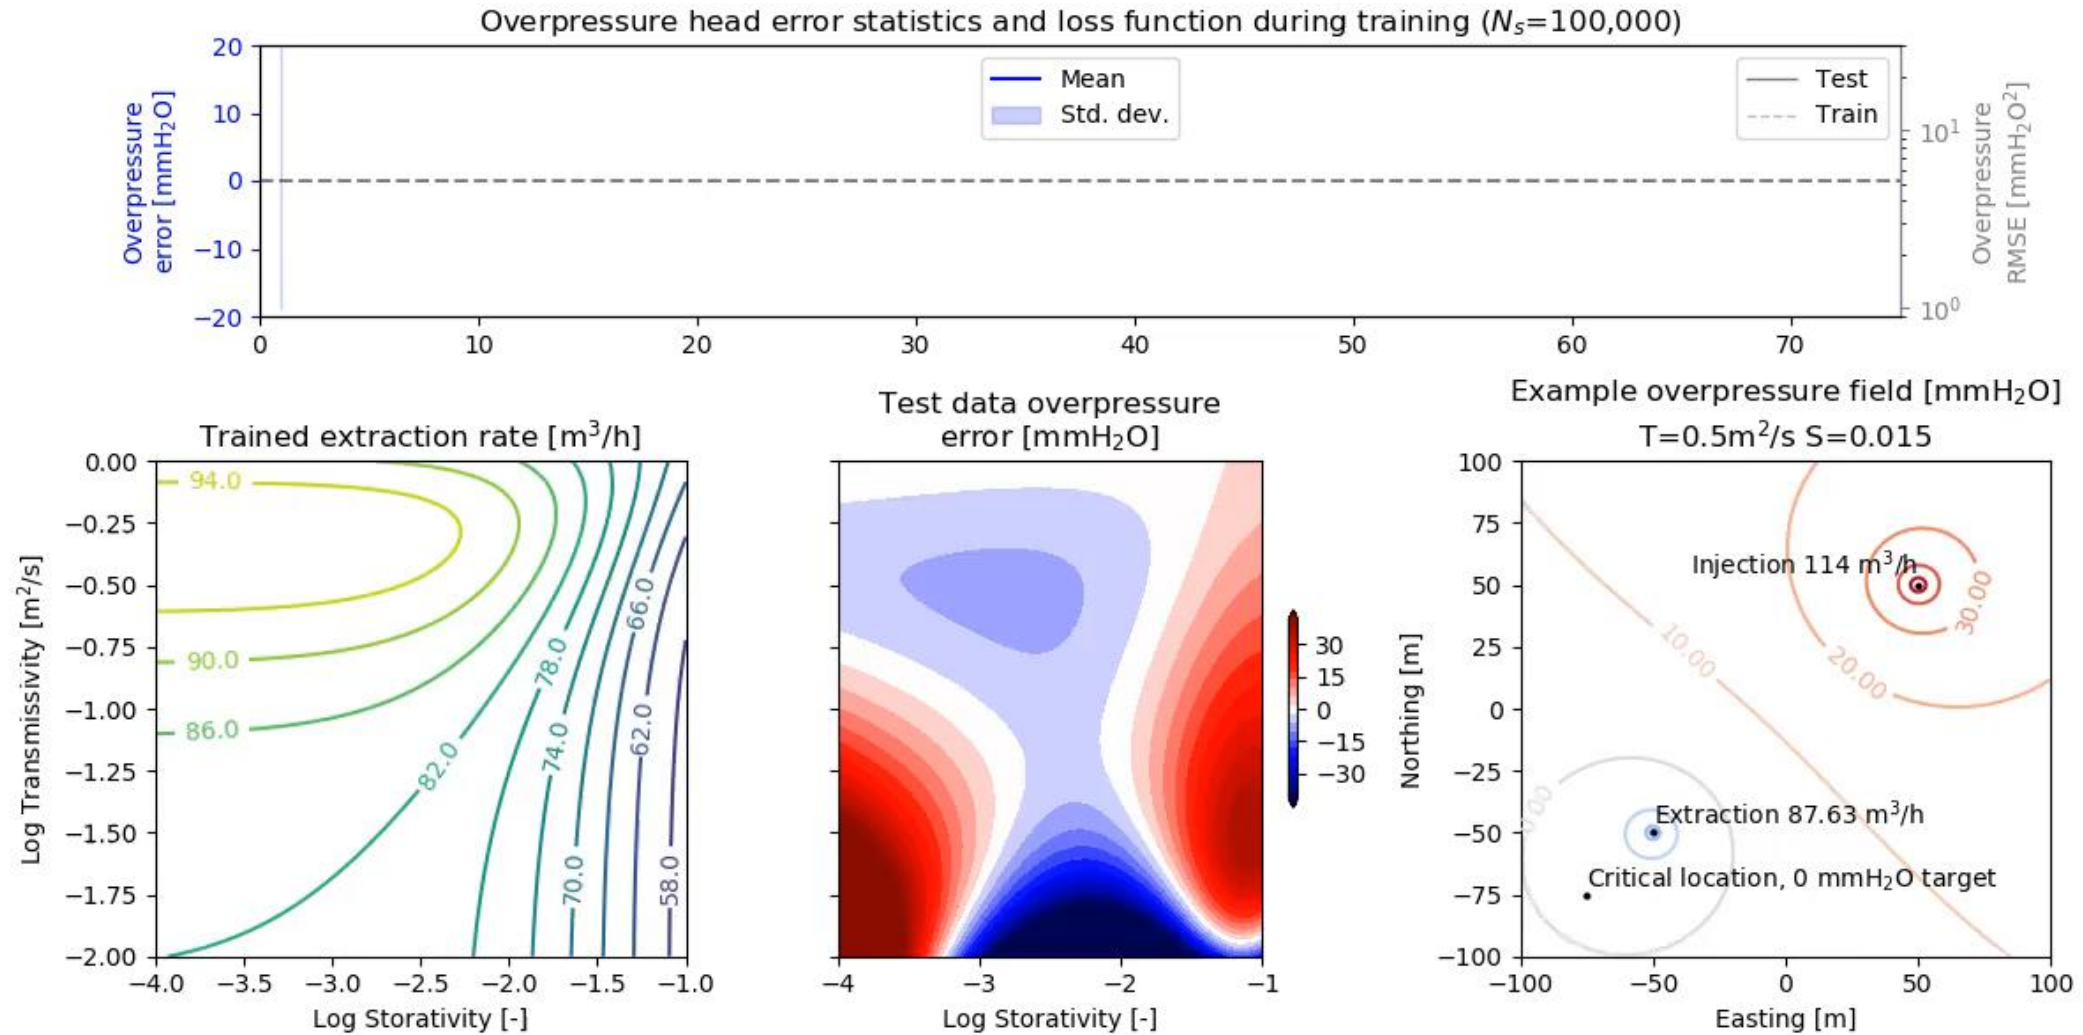 Overpressure head error statistics and loss function during training (Nₛ=100,000)
20
10
0
−10
−20
Overpressure
error [mmH₂O]
Mean
Std. dev.
Test
Train
10¹
10⁰
Overpressure
RMSE [mmH₂O²]
0 10 20 30 40 50 60 70
Trained extraction rate [m³/h]
0.00
−0.25
−0.50
−0.75
−1.00
−1.25
−1.50
−1.75
−2.00
Log Transmissivity [m²/s]
94.0
90.0
86.0
82.0
78.0
74.0
70.0
66.0
62.0
58.0
−4.0 −3.5 −3.0 −2.5 −2.0 −1.5 −1.0
Log Storativity [-]
Test data overpressure
error [mmH₂O]
−4 −3 −2 −1
Log Storativity [-]
30
15
0
−15
−30
Example overpressure field [mmH₂O]
T=0.5m²/s S=0.015
100
75
50
25
0
−25
−50
−75
−100
Northing [m]
Injection 114 m³/h
30.00
20.00
10.00
0.00
Extraction 87.63 m³/h
Critical location, 0 mmH₂O target
−100 −50 0 50 100
Easting [m]